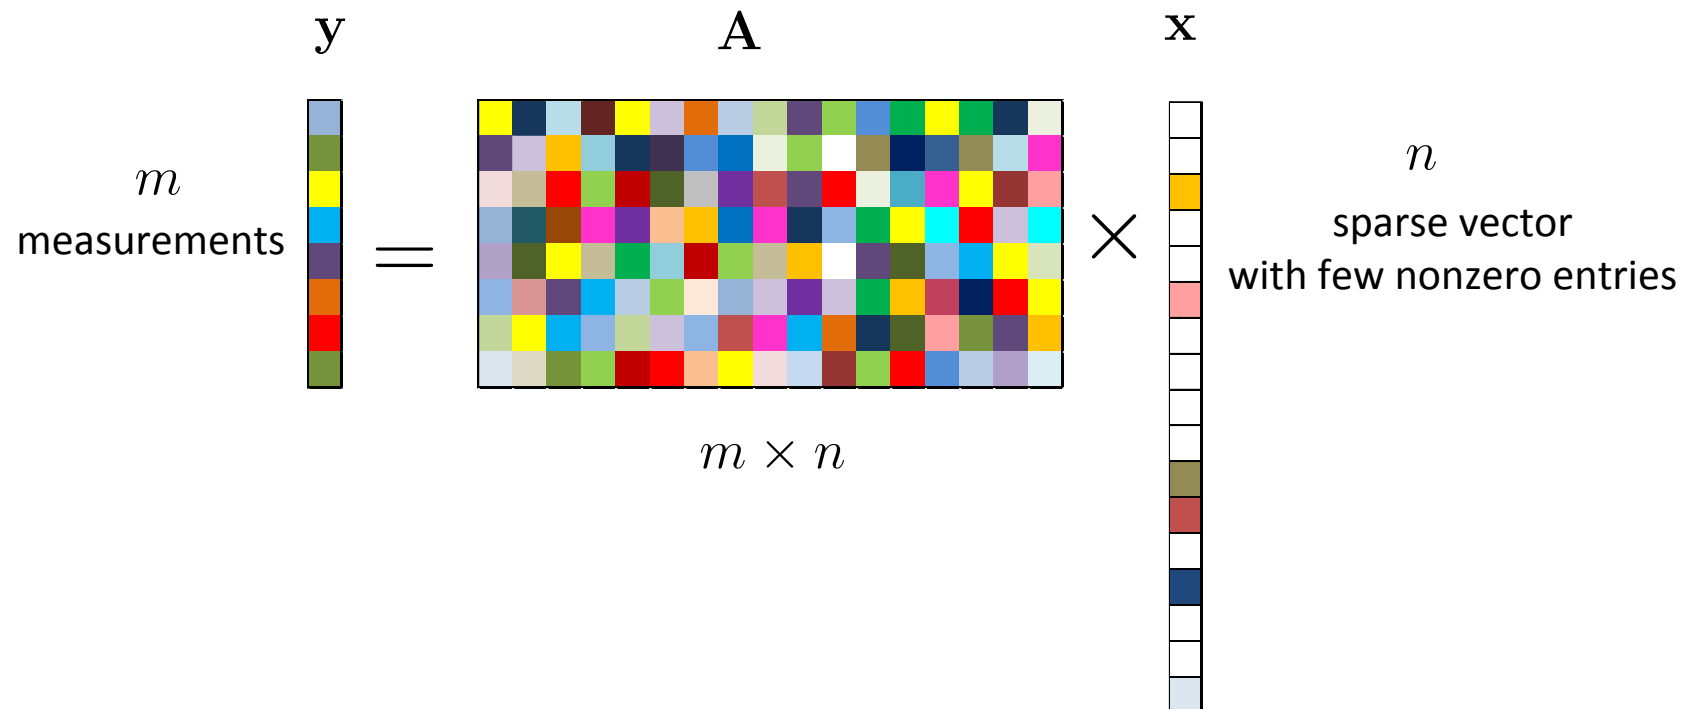 y
A
x
m
measurements
=
×
n
sparse vector
with few nonzero entries
m × n